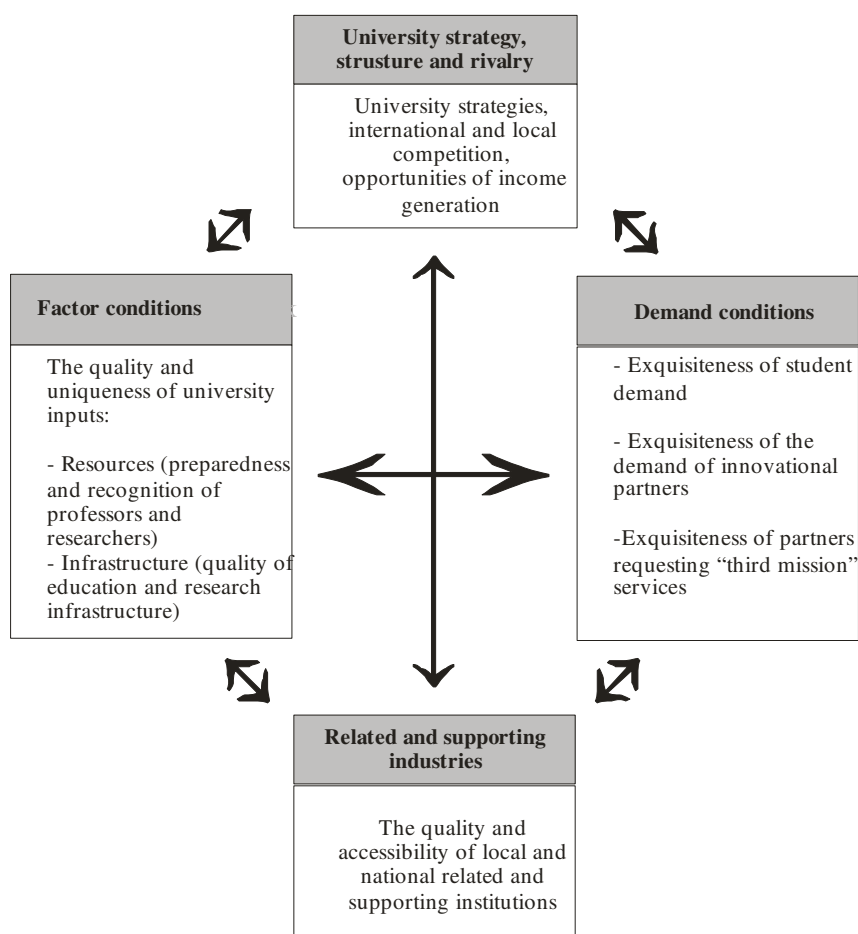 University strategy,
strusture and rivalry
University strategies,
international and local
competition,
opportunities of income
generation
Factor conditions
The quality and
uniqueness of university
inputs:
- Resources (preparedness
and recognition of
professors and
researchers)
- Infrastructure (quality of
education and research
infrastructure)
Demand conditions
- Exquisiteness of student
demand
- Exquisiteness of the
demand of innovational
partners
-Exquisiteness of partners
requesting “third mission”
services
Related and supporting
industries
The quality and
accessibility of local and
national related and
supporting institutions